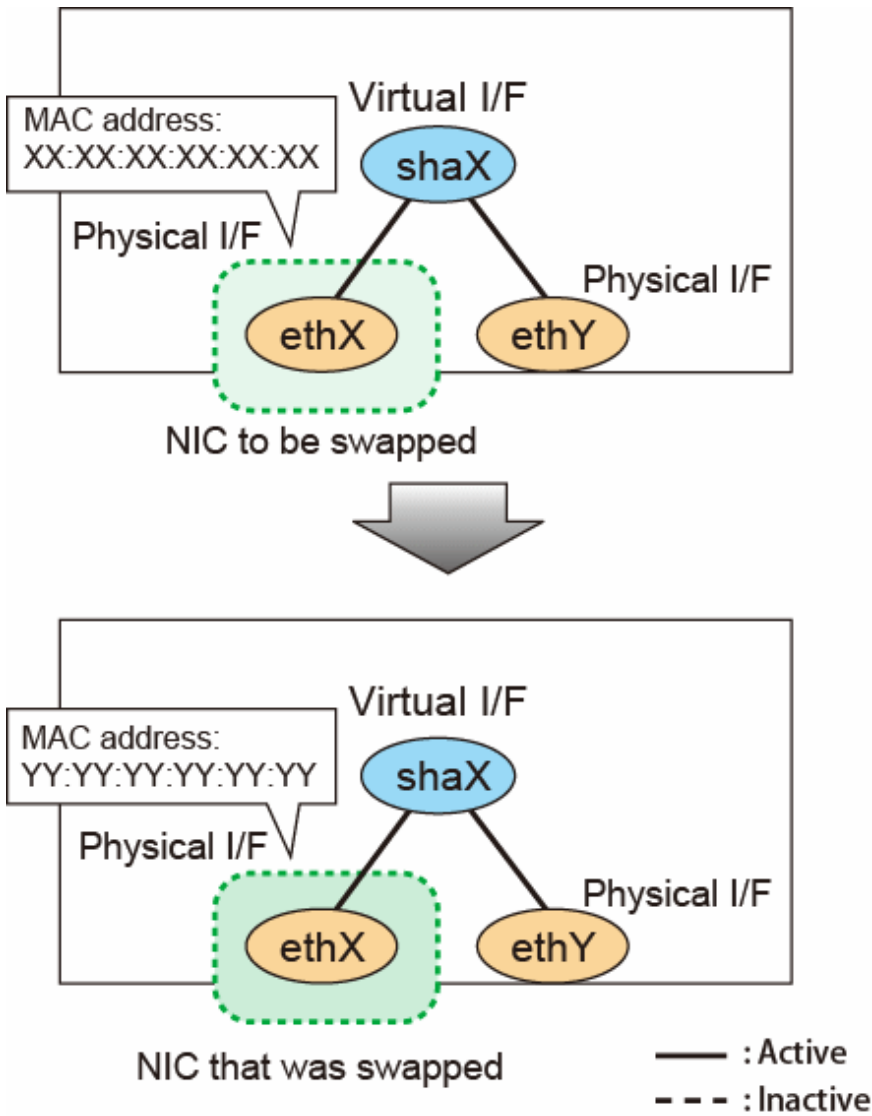 Virtual I/F
MAC address:
XX:XX:XX:XX:XX:XX
shaX
Physical I/F
Physical I/F
ethX
ethY
NIC to be swapped
Virtual I/F
MAC address:
YY:YY:YY:YY:YY:YY
shaX
Physical I/F
Physical I/F
ethX
ethY
NIC that was swapped
: Active
: Inactive